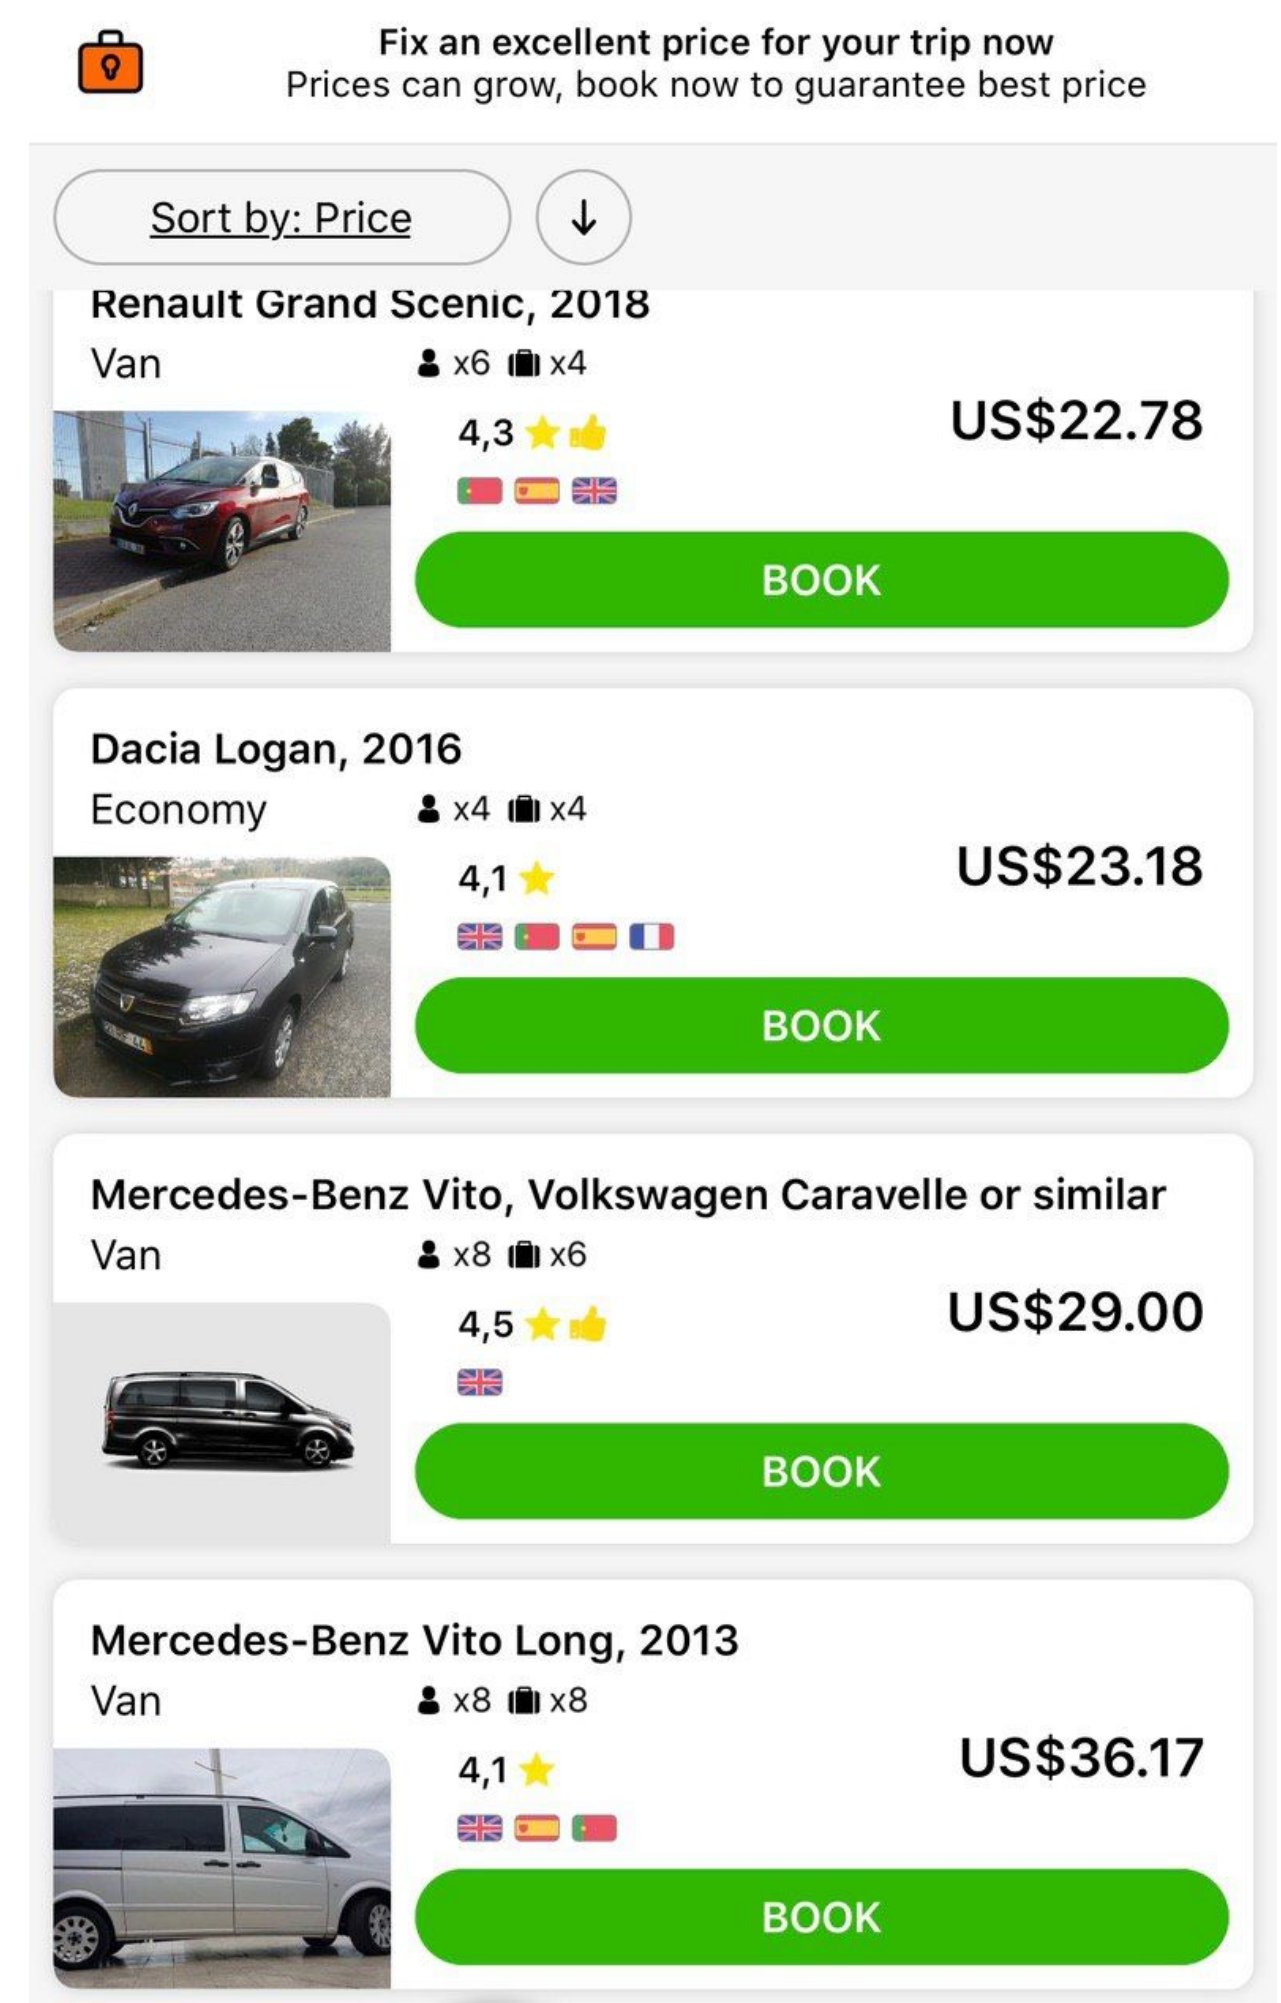 Fix an excellent price for your trip now
Prices can grow, book now to guarantee best price
Sort by: Price
Renault Grand Scenic, 2018
Van x6 x4
4,3
US$22.78
BOOK
Dacia Logan, 2016
Economy x4 x4
4,1
US$23.18
BOOK
Mercedes-Benz Vito, Volkswagen Caravelle or similar
Van x8 x6
4,5
US$29.00
BOOK
Mercedes-Benz Vito Long, 2013
Van x8 x8
4,1
US$36.17
BOOK